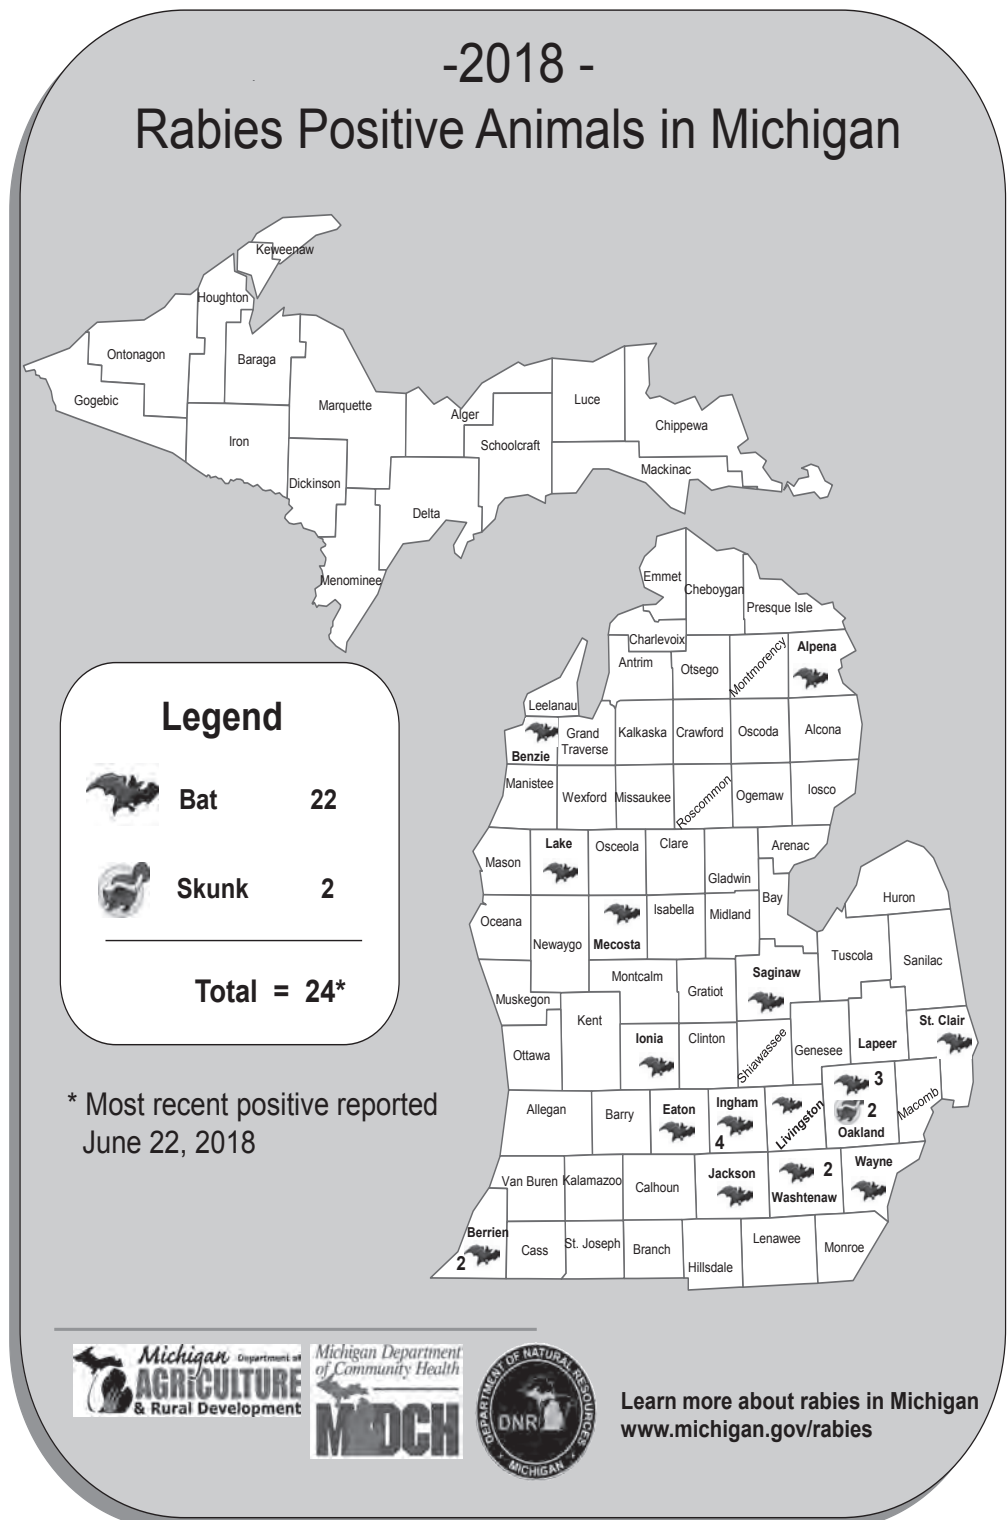 -2018 -
Rabies Positive Animals in Michigan
Keweenaw
Houghton
Ontonagon
Baraga
Gogebic
Marquette
Iron
Alger
Luce
Chippewa
Schoolcraft
Mackinac
Dickinson
Delta
Menominee
Emmet
Cheboygan
Presque Isle
Charlevoix
Antrim
Otsego
Montmorency
Alpena
Leelanau
Benzie
Grand
Traverse
Kalkaska
Crawford
Oscoda
Alcona
Manistee
Wexford
Missaukee
Roscommon
Ogemaw
Iosco
Mason
Lake
Osceola
Clare
Gladwin
Arenac
Oceana
Newaygo
Mecosta
Isabella
Midland
Bay
Huron
Muskegon
Montcalm
Gratiot
Saginaw
Tuscola
Sanilac
Ottawa
Kent
Ionia
Clinton
Shiawassee
Genesee
Lapeer
St. Clair
Allegan
Barry
Eaton
Ingham
4
Livingston
3
2
Oakland
Macomb
Van Buren
Kalamazoo
Calhoun
Jackson
2
Washtenaw
Wayne
Berrien
2
Cass
St. Joseph
Branch
Hillsdale
Lenawee
Monroe
Legend
Bat 22
Skunk 2
Total = 24*
* Most recent positive reported
June 22, 2018
Michigan Department of
AGRICULTURE
& Rural Development
Michigan Department
of Community Health
MDCH
DEPARTMENT OF NATURAL RESOURCES
DNR
MICHIGAN
Learn more about rabies in Michigan
www.michigan.gov/rabies